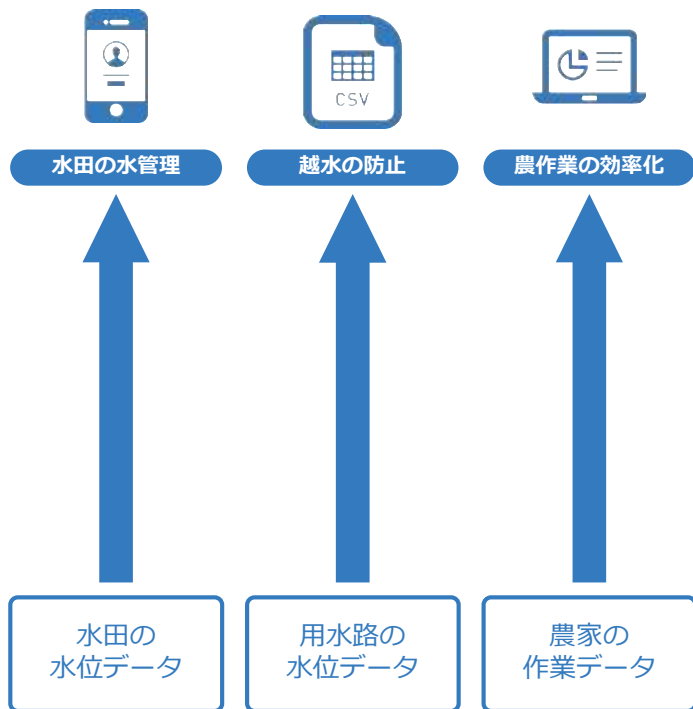 CSV
水田の水管理
越水の防止
農作業の効率化
水田の
水位データ
用水路の
水位データ
農家の
作業データ